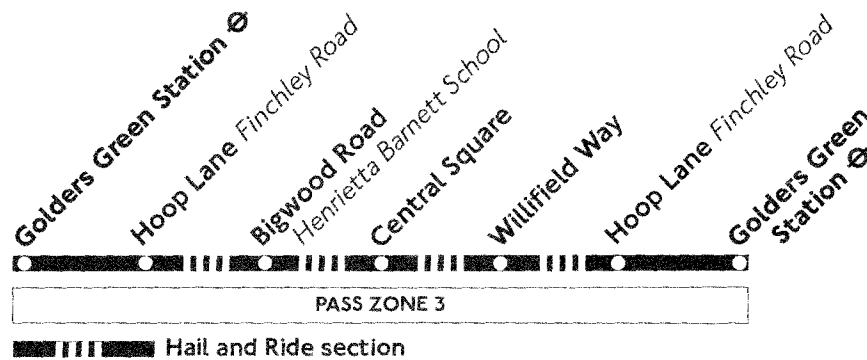 Golders Green Station
Hoop Lane Finchley Road
Bigwood Road
Henrietta Barnett School
Central Square
Willifield Way
Hoop Lane Finchley Road
Golders Green
Station
PASS ZONE 3
Hail and Ride section